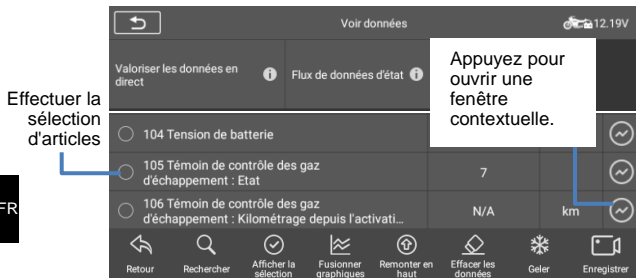 Voir données
12.19V
Valoriser les données en
direct
Flux de données d'état
Appuyez pour
ouvrir une
fenêtre
contextuelle.
Effectuer la
sélection
d'articles
104 Tension de batterie
105 Témoin de contrôle des gaz
d'échappement : Etat
7
106 Témoin de contrôle des gaz
d'échappement : Kilométrage depuis l'activati...
N/A
km
FR
Retour
Rechercher
Afficher la
sélection
Fusionner
graphiques
Remonter en
haut
Effacer les
données
Geler
Enregistrer